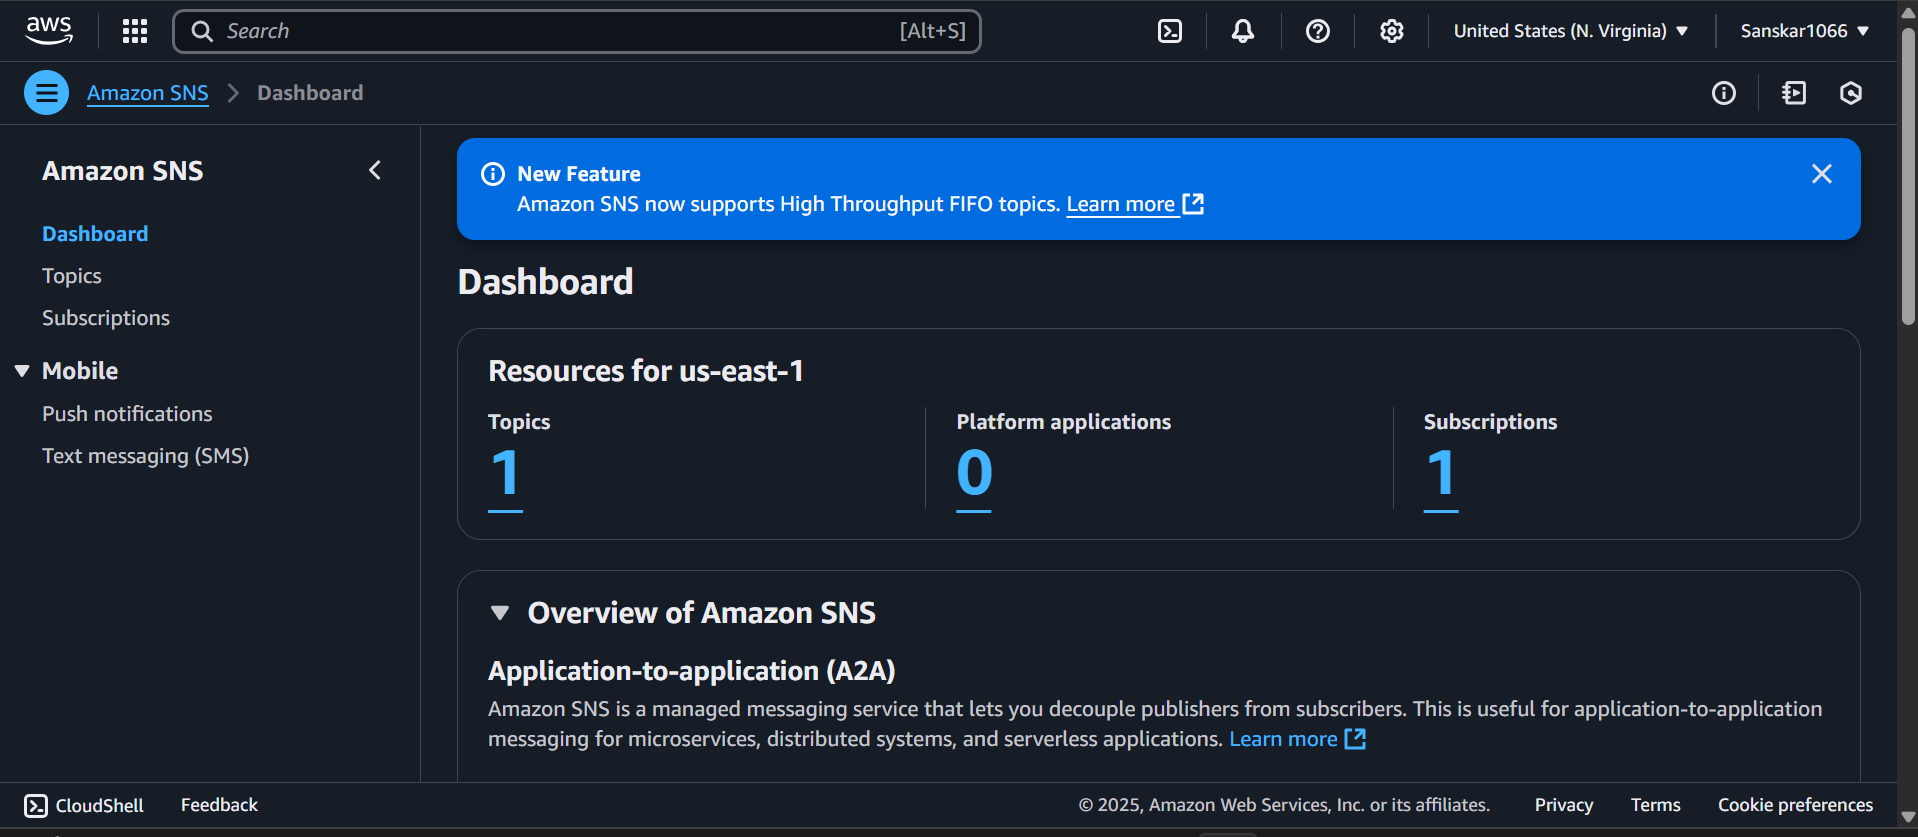 aws
Search
[Alt+S]
United States (N. Virginia)
Sanskar1066
Amazon SNS
Dashboard
Amazon SNS
Dashboard
Topics
Subscriptions
Mobile
Push notifications
Text messaging (SMS)
New Feature
Amazon SNS now supports High Throughput FIFO topics. Learn more
Dashboard
Resources for us-east-1
Topics
1
Platform applications
0
Subscriptions
1
Overview of Amazon SNS
Application-to-application (A2A)
Amazon SNS is a managed messaging service that lets you decouple publishers from subscribers. This is useful for application-to-application
messaging for microservices, distributed systems, and serverless applications. Learn more
CloudShell
Feedback
© 2025, Amazon Web Services, Inc. or its affiliates.
Privacy
Terms
Cookie preferences